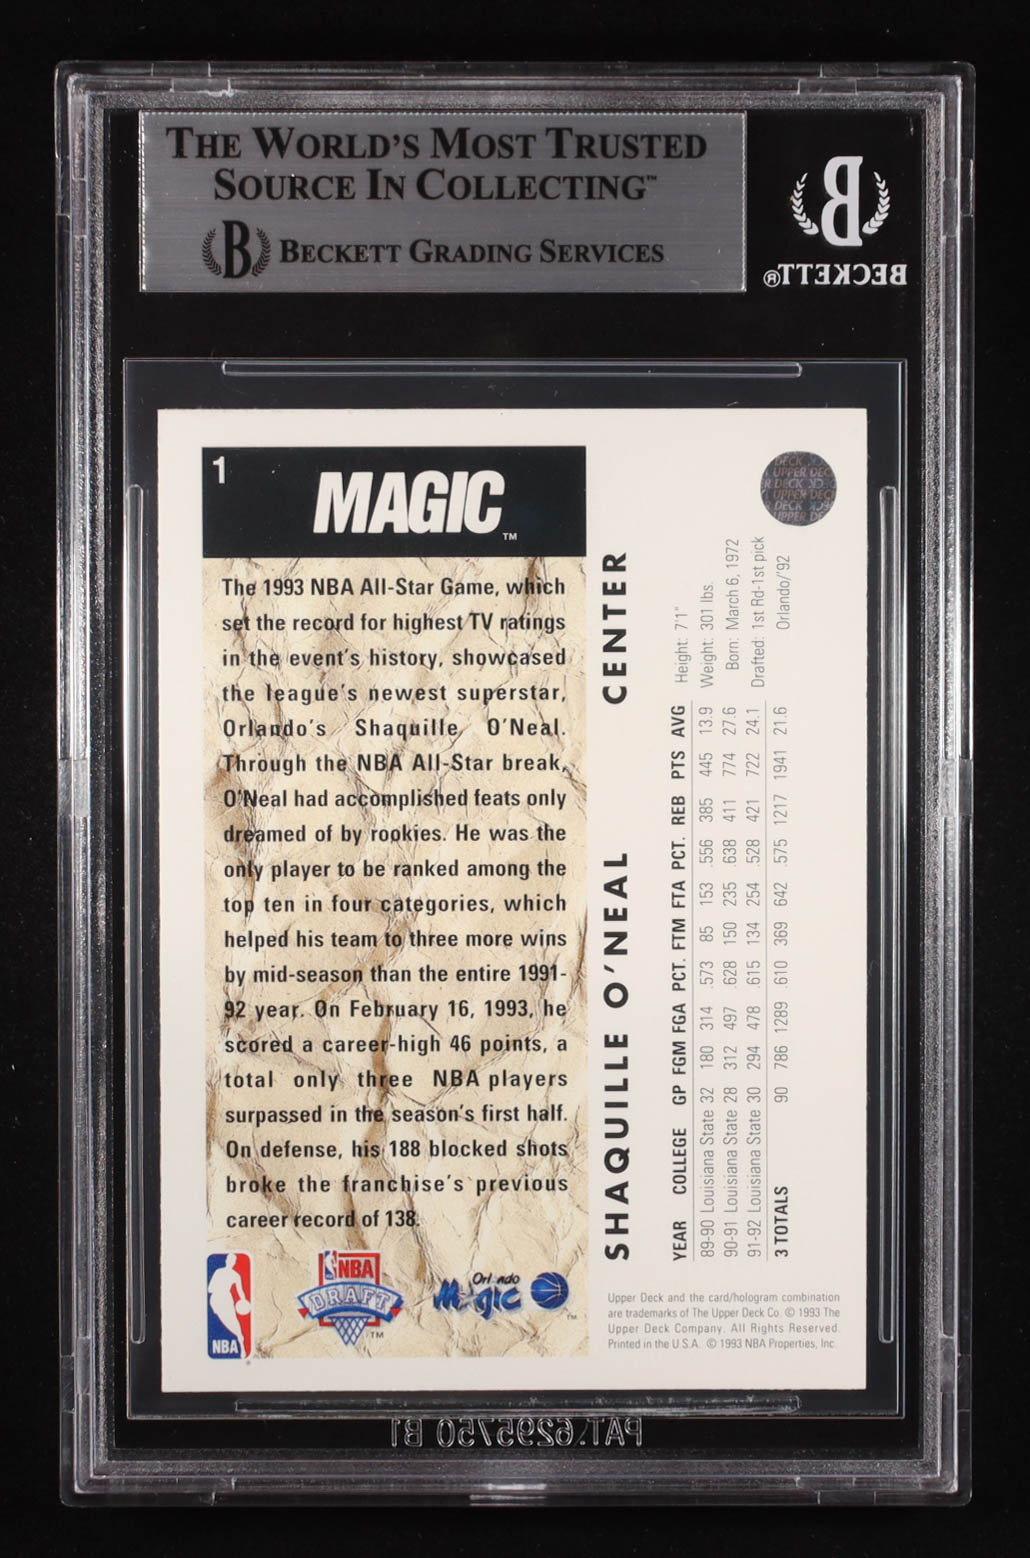 THE WORLD'S MOST TRUSTED
SOURCE IN COLLECTING™
B BECKETT GRADING SERVICES
B
BECKETT®
1
MAGIC™
The 1993 NBA All-Star Game, which
set the record for highest TV ratings
in the event's history, showcased
the league's newest superstar,
Orlando's Shaquille O'Neal.
Through the NBA All-Star break,
O'Neal had accomplished feats only
dreamed of by rookies. He was the
only player to be ranked among the
top ten in four categories, which
helped his team to three more wins
by mid-season than the entire 1991-
92 year. On February 16, 1993, he
scored a career-high 46 points, a
total only three NBA players
surpassed in the season's first half.
On defense, his 188 blocked shots
broke the franchise's previous
career record of 138.
NBA
®
NBA
DRAFT
™
Orlando
Magic
™
SHAQUILLE O'NEAL CENTER
Height: 7'1"
Weight: 301 lbs.
Born: March 6, 1972
Drafted: 1st Rd-1st pick
Orlando/'92
YEAR COLLEGE GP FGM FGA PCT. FTM FTA PCT. REB PTS AVG
89-90 Louisiana State 32 180 314 .573 85 153 .556 385 445 13.9
90-91 Louisiana State 28 312 497 .628 150 235 .638 411 774 27.6
91-92 Louisiana State 30 294 478 .615 134 254 .528 421 722 24.1
3 TOTALS 90 786 1289 .610 369 642 .575 1217 1941 21.6
UPPER DECK
Upper Deck and the card/hologram combination
are trademarks of The Upper Deck Co. © 1993 The
Upper Deck Company. All Rights Reserved.
Printed in the U.S.A. © 1993 NBA Properties, Inc.
PAT.6295750 B1